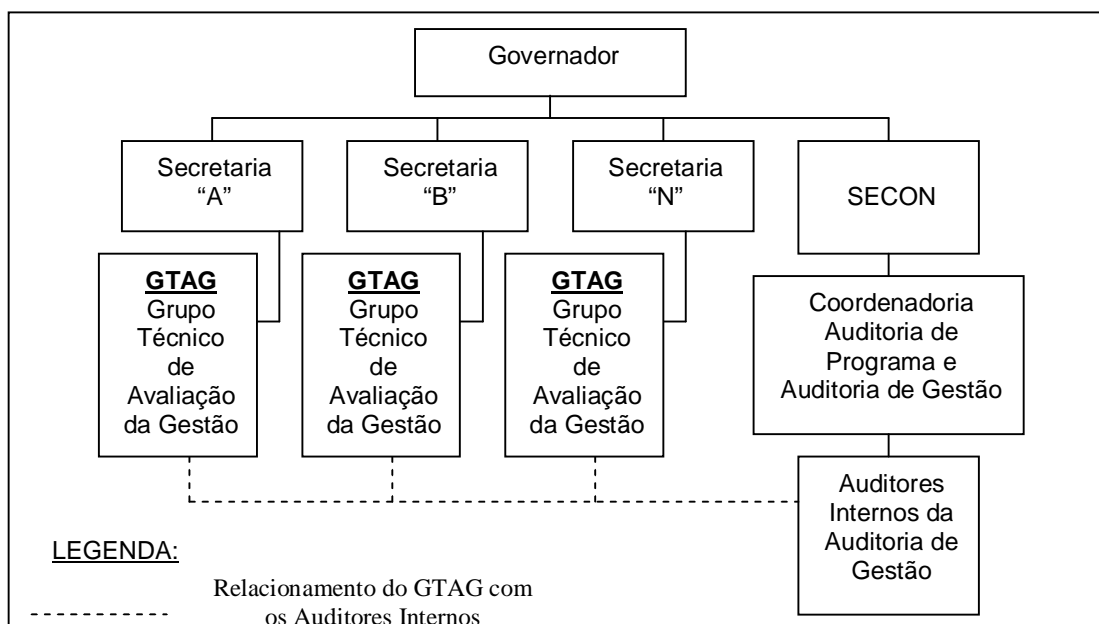 Governador
Secretaria
“A”
Secretaria
“B”
Secretaria
“N”
SECON
GTAG
Grupo
Técnico
de
Avaliação
da Gestão
GTAG
Grupo
Técnico
de
Avaliação
da Gestão
GTAG
Grupo
Técnico
de
Avaliação
da Gestão
Coordenadoria
Auditoria de
Programa e
Auditoria de Gestão
Auditores
Internos da
Auditoria de
Gestão
LEGENDA:
Relacionamento do GTAG com
os Auditores Internos